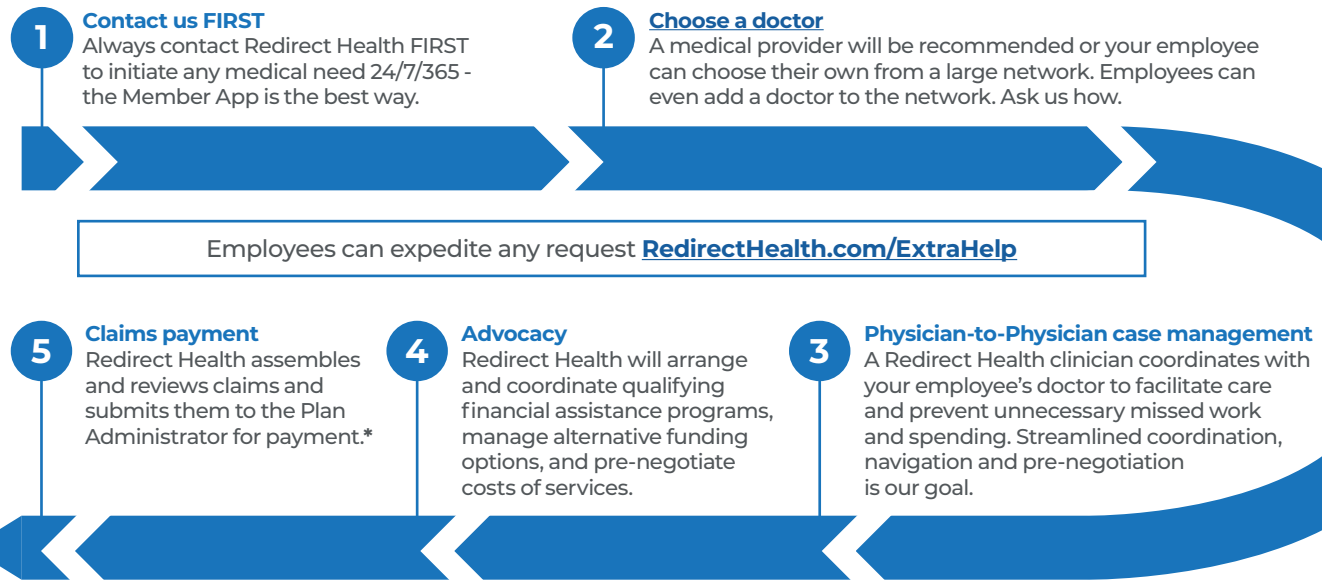 1
Contact us FIRST
Always contact Redirect Health FIRST
to initiate any medical need 24/7/365 -
the Member App is the best way.
2
Choose a doctor
A medical provider will be recommended or your employee
can choose their own from a large network. Employees can
even add a doctor to the network. Ask us how.
Employees can expedite any request RedirectHealth.com/ExtraHelp
3
Physician-to-Physician case management
A Redirect Health clinician coordinates with
your employee’s doctor to facilitate care
and prevent unnecessary missed work
and spending. Streamlined coordination,
navigation and pre-negotiation
is our goal.
4
Advocacy
Redirect Health will arrange
and coordinate qualifying
financial assistance programs,
manage alternative funding
options, and pre-negotiate
costs of services.
5
Claims payment
Redirect Health assembles
and reviews claims and
submits them to the Plan
Administrator for payment.*